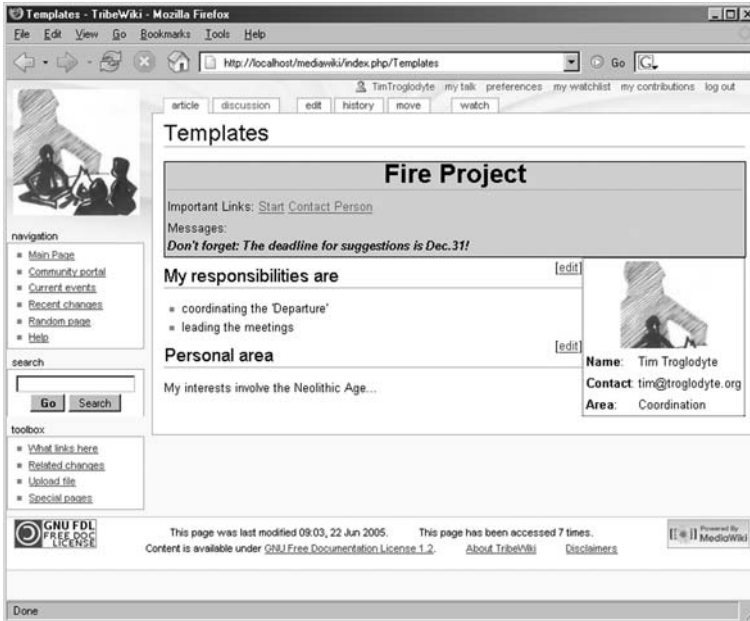 Templates - TribeWiki - Mozilla Firefox
File Edit View Go Bookmarks Tools Help
http://localhost/mediawiki/index.php/Templates Go G
TimTroglodyte my talk preferences my watchlist my contributions log out
article discussion edit history move watch
Templates
Fire Project
Important Links: Start Contact Person
Messages:
Don't forget: The deadline for suggestions is Dec.31!
navigation
Main Page
Community portal
Current events
Recent changes
Random page
Help
search
Go Search
toolbox
What links here
Related changes
Upload file
Special pages
[edit]
My responsibilities are
coordinating the 'Departure'
leading the meetings
[edit]
Personal area
My interests involve the Neolithic Age...
Name: Tim Troglodyte
Contact: tim@troglodyte.org
Area: Coordination
GNU FDL
FREE DOC
LICENSE
This page was last modified 09:03, 22 Jun 2005. This page has been accessed 7 times.
Content is available under GNU Free Documentation License 1.2. About TribeWiki Disclaimers
Powered By
MediaWiki
Done